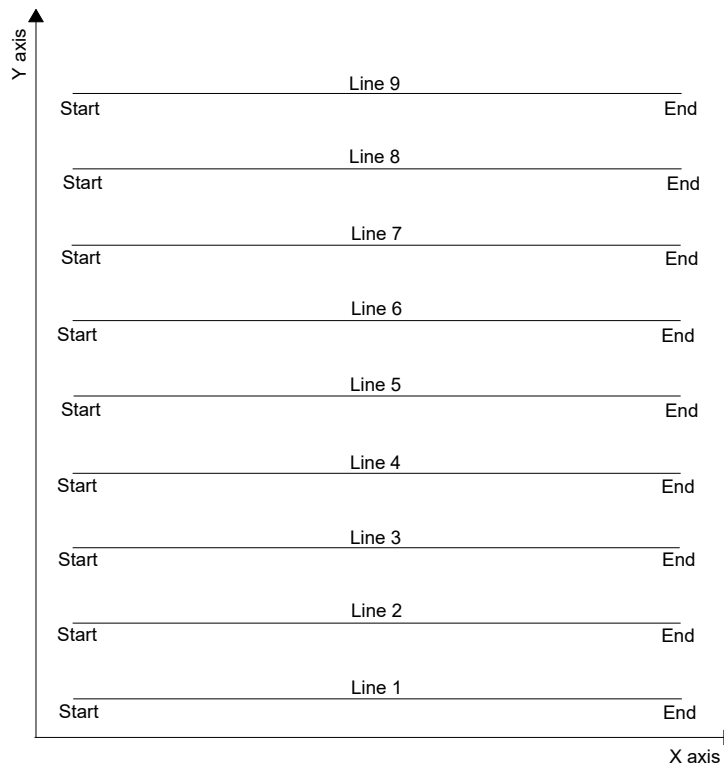 Y axis
Line 9
Start End
Line 8
Start End
Line 7
Start End
Line 6
Start End
Line 5
Start End
Line 4
Start End
Line 3
Start End
Line 2
Start End
Line 1
Start End
X axis